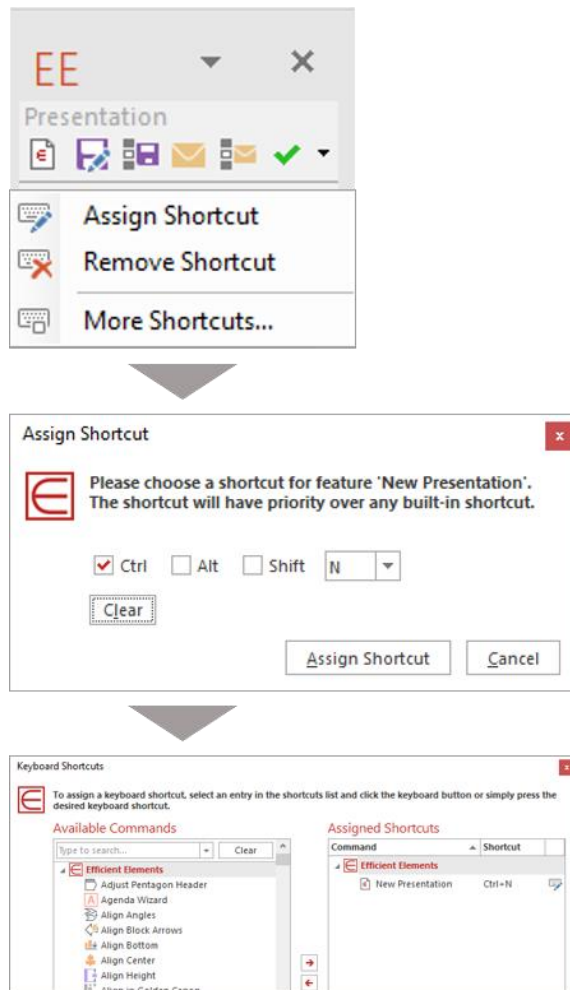 EE
Presentation
Assign Shortcut
Remove Shortcut
More Shortcuts...
Assign Shortcut
Please choose a shortcut for feature 'New Presentation'.
The shortcut will have priority over any built-in shortcut.
Ctrl Alt Shift N
Clear
Assign Shortcut Cancel
Keyboard Shortcuts
To assign a keyboard shortcut, select an entry in the shortcuts list and click the keyboard button or simply press the
desired keyboard shortcut.
Available Commands Assigned Shortcuts
Type to search... Clear Command Shortcut
Efficient Elements Efficient Elements
Adjust Pentagon Header New Presentation Ctrl+N
Agenda Wizard
Align Angles
Align Block Arrows
Align Bottom
Align Center
Align Height
Align in Golden Canon